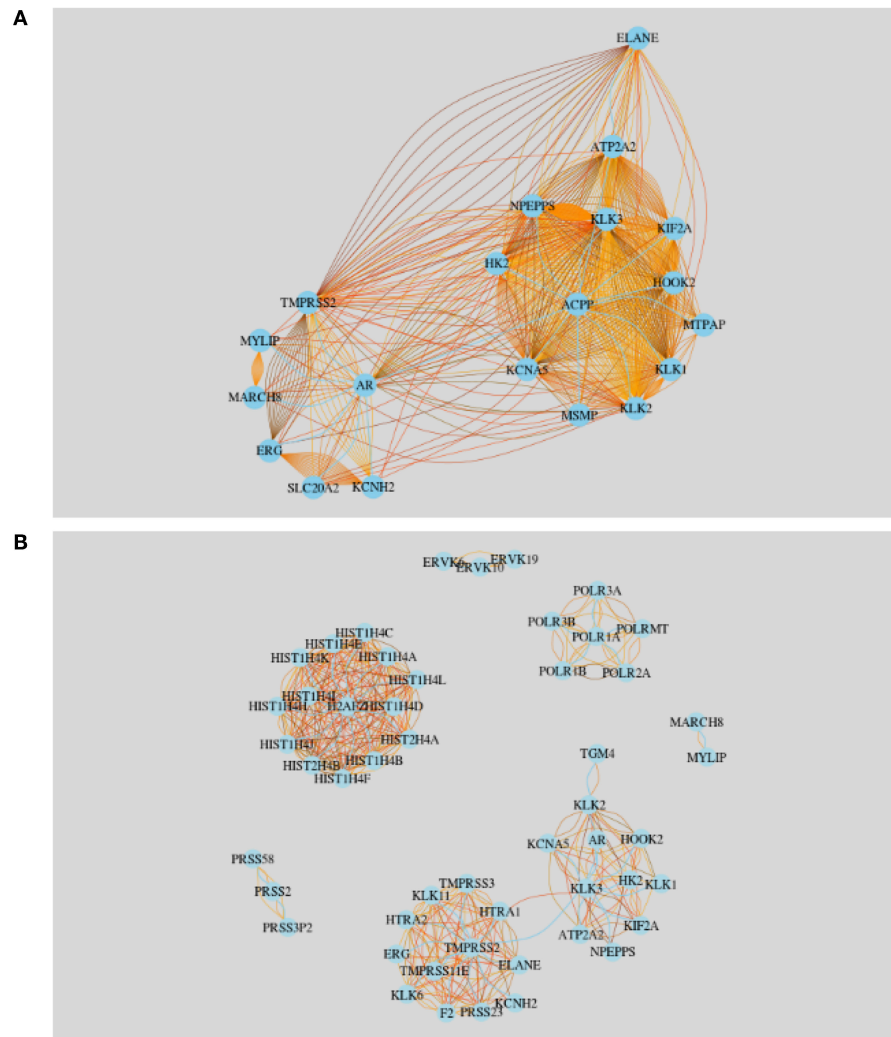 A
ELANE
ATP2A2
NPEPPS
KLK3
KIF2A
HK2
HOOK2
TMPRSS2
ACPP
MTPAP
MYLIP
KCNA5
KLK1
AR
MARCH8
MSMP
KLK2
ERG
SLC20A2
KCNH2
B
ERVK6
ERVK10
ERVK19
POLR3A
POLR3B
POLRMT
POLR1A
POLR1B
POLR2A
HIST1H4C
HIST1H4E
HIST1H4K
HIST1H4A
HIST1H4L
HIST1H4I
HIST1H4H
H2AFZ
HIST1H4D
HIST1H4J
HIST2H4A
HIST2H4B
HIST1H4B
HIST1H4F
MARCH8
MYLIP
TGM4
KLK2
KCNA5
AR
HOOK2
HK2
KLK1
KLK3
KIF2A
ATP2A2
NPEPPS
PRSS58
PRSS2
PRSS3P2
TMPRSS3
KLK11
HTRA1
HTRA2
TMPRSS2
ERG
ELANE
TMPRSS11E
KLK6
KCNH2
F2
PRSS23